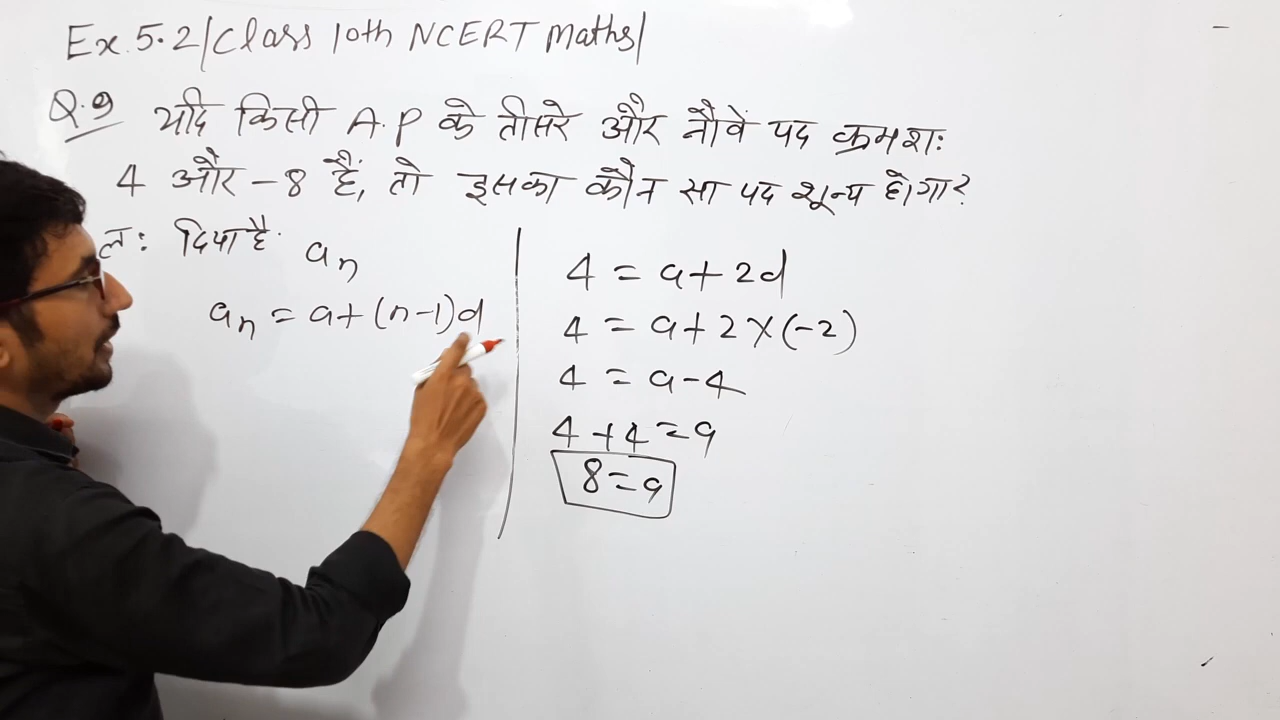 Ex. 5.2/Class 10th NCERT Maths/
Q.9 यदि किसी A.P के तीसरे और नौवें पद क्रमशः
4 और -8 हैं, तो इसका कौन सा पद शून्य होगा?
ल: दिया है
aₙ
aₙ = a+(n-1)d
4 = a+2d
4 = a+2×(-2)
4 = a-4
4+4=a
8=a